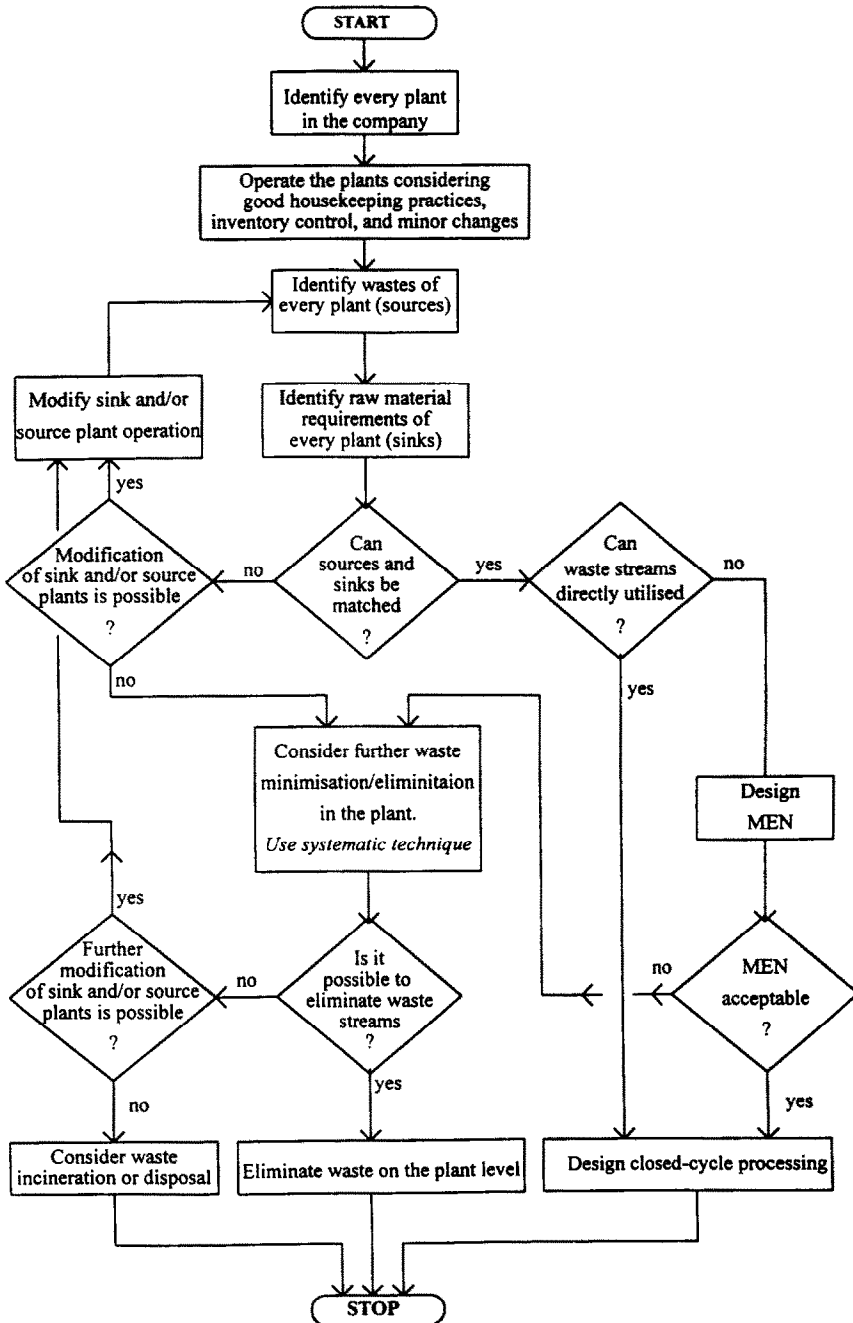 START
Identify every plant
in the company
Operate the plants considering
good housekeeping practices,
inventory control, and minor changes
Identify wastes of
every plant (sources)
Modify sink and/or
source plant operation
Identify raw material
requirements of
every plant (sinks)
yes
Modification
of sink and/or source
plants is possible
?
no
Can
sources and
sinks be
matched
?
yes
Can
waste streams
directly utilised
?
no
no
yes
Consider further waste
minimisation/eliminitaion
in the plant.
Use systematic technique
Design
MEN
yes
Further
modification
of sink and/or source
plants is possible
?
no
Is it
possible to
eliminate waste
streams
?
no
MEN
acceptable
?
no
yes
yes
Consider waste
incineration or disposal
Eliminate waste on the plant level
Design closed-cycle processing
STOP